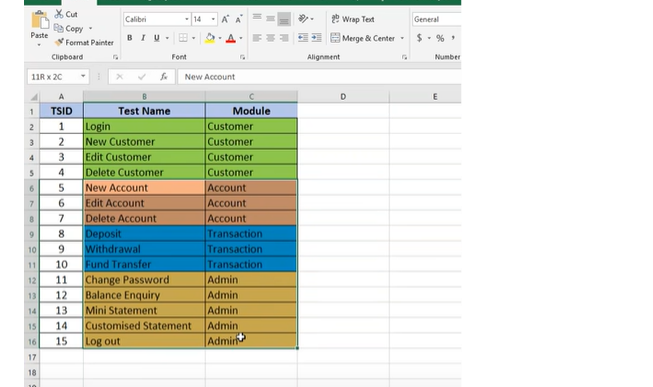 Cut
Calibri 14 A A Wrap Text General
Copy
Paste
Format Painter B I U A Merge & Center $ % ,
Clipboard Font Alignment Number
11R x 2C fx New Account
A B C D E
1 TSID Test Name Module
2 1 Login Customer
3 2 New Customer Customer
4 3 Edit Customer Customer
5 4 Delete Customer Customer
6 5 New Account Account
7 6 Edit Account Account
8 7 Delete Account Account
9 8 Deposit Transaction
10 9 Withdrawal Transaction
11 10 Fund Transfer Transaction
12 11 Change Password Admin
13 12 Balance Enquiry Admin
14 13 Mini Statement Admin
15 14 Customised Statement Admin
16 15 Log out Admin
17
18